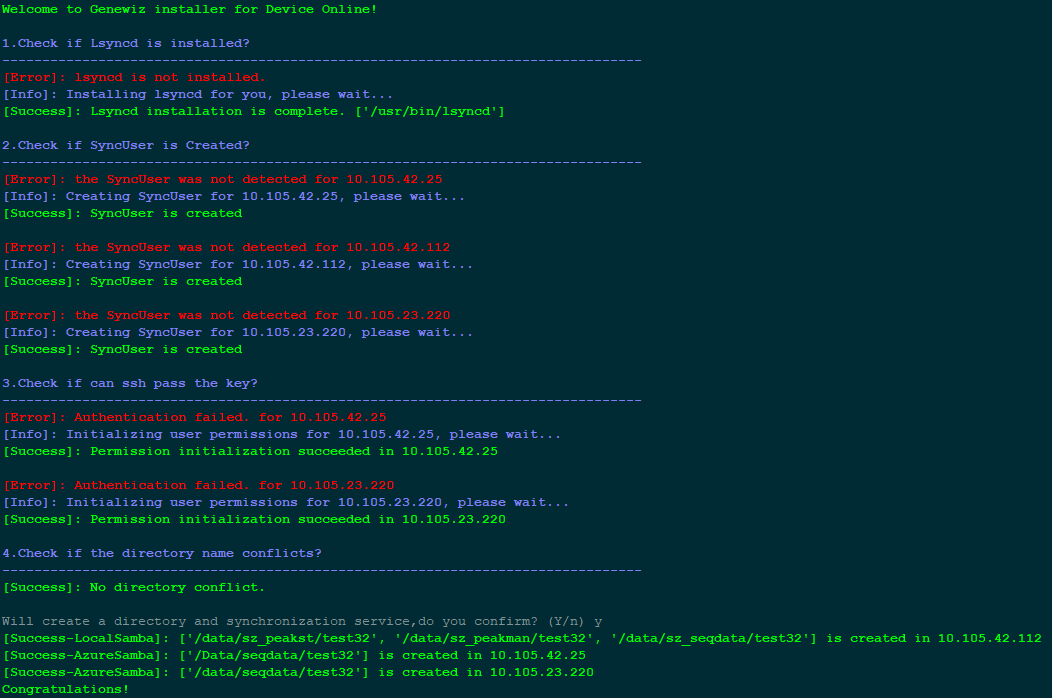 Welcome to Genewiz installer for Device Online!
1.Check if Lsyncd is installed?
--------------------------------------------------------------------------------
[Error]: lsyncd is not installed.
[Info]: Installing lsyncd for you, please wait...
[Success]: Lsyncd installation is complete. ['/usr/bin/lsyncd']
2.Check if SyncUser is Created?
--------------------------------------------------------------------------------
[Error]: the SyncUser was not detected for 10.105.42.25
[Info]: Creating SyncUser for 10.105.42.25, please wait...
[Success]: SyncUser is created
[Error]: the SyncUser was not detected for 10.105.42.112
[Info]: Creating SyncUser for 10.105.42.112, please wait...
[Success]: SyncUser is created
[Error]: the SyncUser was not detected for 10.105.23.220
[Info]: Creating SyncUser for 10.105.23.220, please wait...
[Success]: SyncUser is created
3.Check if can ssh pass the key?
--------------------------------------------------------------------------------
[Error]: Authentication failed. for 10.105.42.25
[Info]: Initializing user permissions for 10.105.42.25, please wait...
[Success]: Permission initialization succeeded in 10.105.42.25
[Error]: Authentication failed. for 10.105.23.220
[Info]: Initializing user permissions for 10.105.23.220, please wait...
[Success]: Permission initialization succeeded in 10.105.23.220
4.Check if the directory name conflicts?
--------------------------------------------------------------------------------
[Success]: No directory conflict.
Will create a directory and synchronization service,do you confirm? (Y/n) y
[Success-LocalSamba]: ['/data/sz_peakst/test32', '/data/sz_peakman/test32', '/data/sz_seqdata/test32'] is created in 10.105.42.112
[Success-AzureSamba]: ['/Data/seqdata/test32'] is created in 10.105.42.25
[Success-AzureSamba]: ['/data/seqdata/test32'] is created in 10.105.23.220
Congratulations!